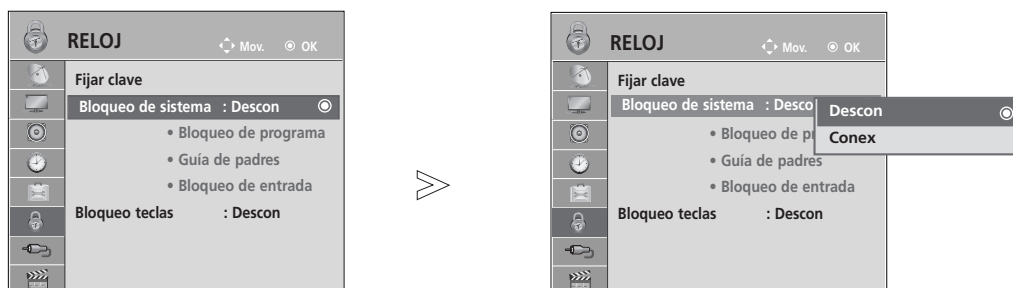 RELOJ Mov. OK
Fijar clave
Bloqueo de sistema : Descon
• Bloqueo de programa
• Guía de padres
• Bloqueo de entrada
Bloqueo teclas : Descon
RELOJ Mov. OK
Fijar clave
Bloqueo de sistema : Desco
Descon
Conex
• Bloqueo de pr
• Guía de padres
• Bloqueo de entrada
Bloqueo teclas : Descon